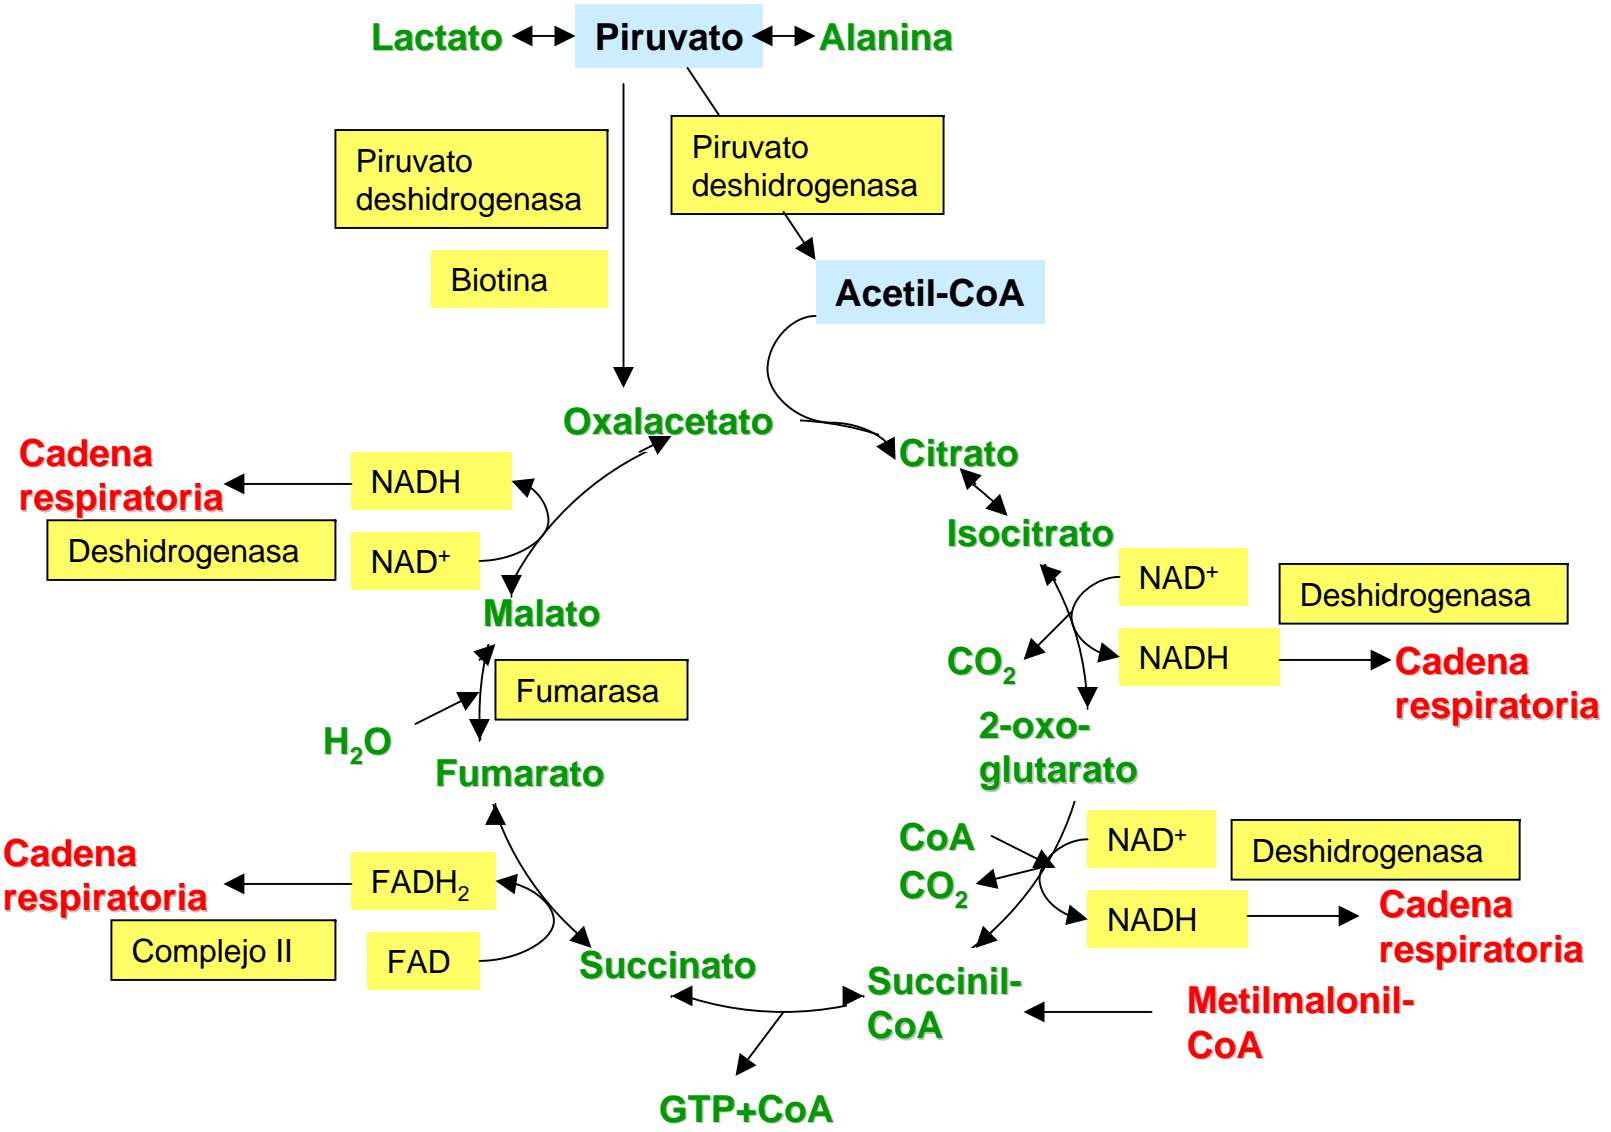 Lactato
Piruvato
Alanina
Piruvato
deshidrogenasa
Piruvato
deshidrogenasa
Biotina
Acetil-CoA
Oxalacetato
Citrato
Cadena
respiratoria
NADH
Deshidrogenasa
NAD⁺
Isocitrato
NAD⁺
Deshidrogenasa
Malato
CO₂
NADH
Cadena
respiratoria
Fumarasa
H₂O
2-oxo-
glutarato
Fumarato
CoA
NAD⁺
Deshidrogenasa
Cadena
respiratoria
FADH₂
CO₂
NADH
Cadena
respiratoria
Complejo II
FAD
Succinato
Succinil-
CoA
Metilmalonil-
CoA
GTP+CoA